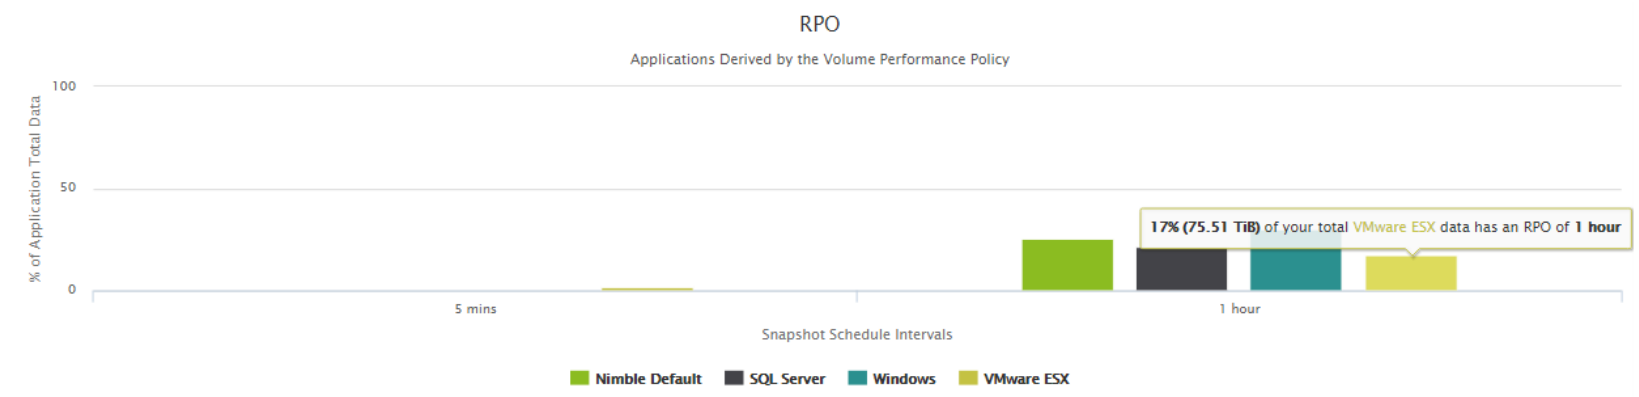 RPO
Applications Derived by the Volume Performance Policy
% of Application Total Data
100
50
0
17% (75.51 TiB) of your total VMware ESX data has an RPO of 1 hour
5 mins
1 hour
Snapshot Schedule Intervals
Nimble Default
SQL Server
Windows
VMware ESX